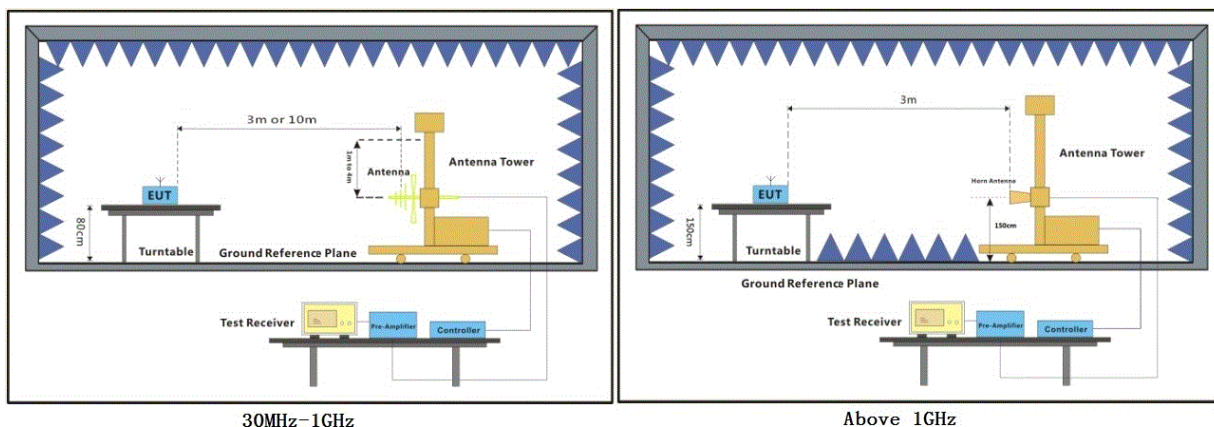 3m or 10m
1m to 4m
Antenna
Antenna Tower
EUT
80cm
Turntable
Ground Reference Plane
Test Receiver
Pre-Amplifier
Controller
30MHz-1GHz
3m
Antenna Tower
Horn Antenna
EUT
150cm
150cm
Turntable
Ground Reference Plane
Test Receiver
Pre-Amplifier
Controller
Above 1GHz